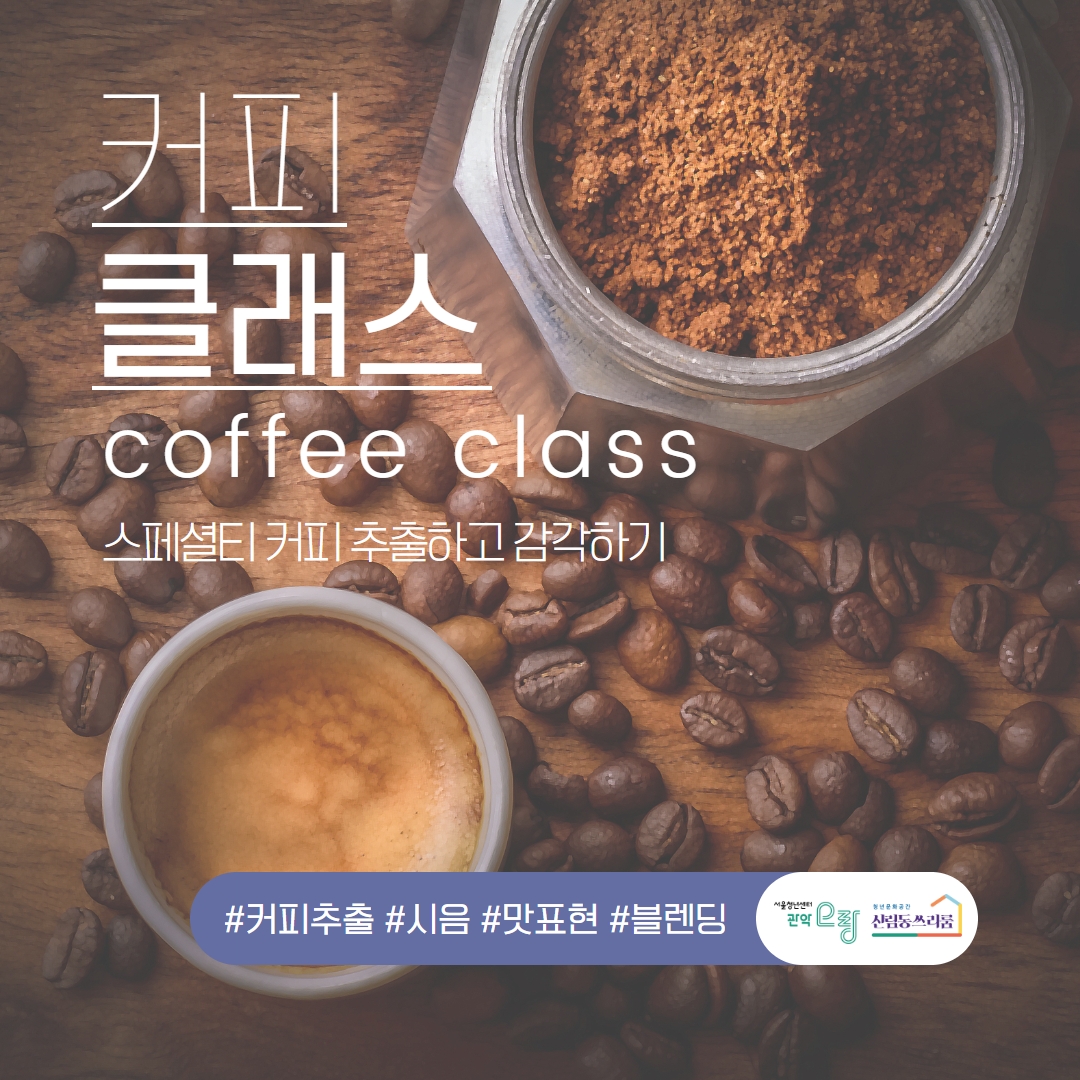 커피
클래스
coffee class
스페셜티 커피 추출하고 감각하기
#커피추출 #시음 #맛표현 #블렌딩
서울청년센터
관악
청년문화공간
신림동쓰리룸